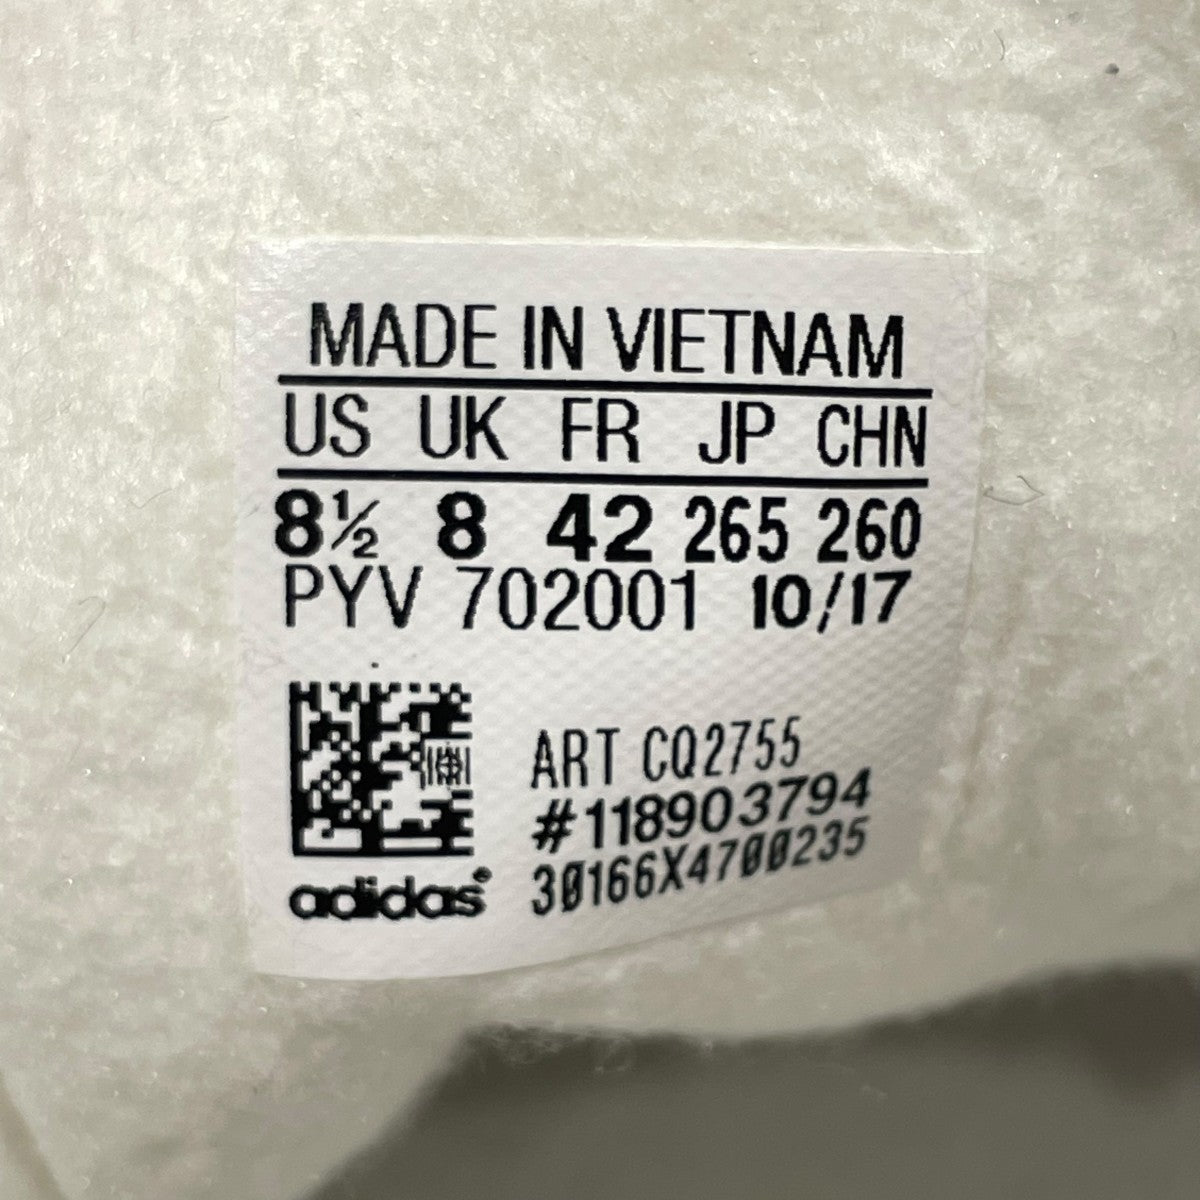 MADE IN VIETNAM
US UK FR JP CHN
8½ 8 42 265 260
PYV 702001 10/17
ART CQ2755
#118903794
30166X4700235
adidas®